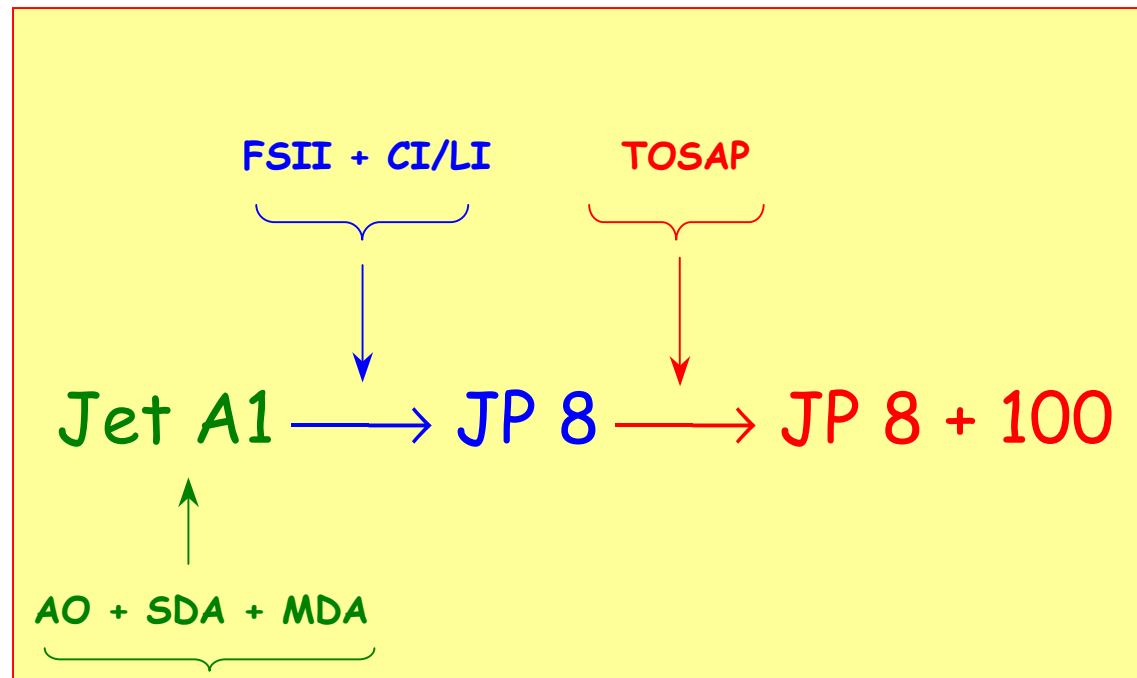 FSII + CI/LI TOSAP
Jet A1 JP 8 JP 8 + 100
AO + SDA + MDA